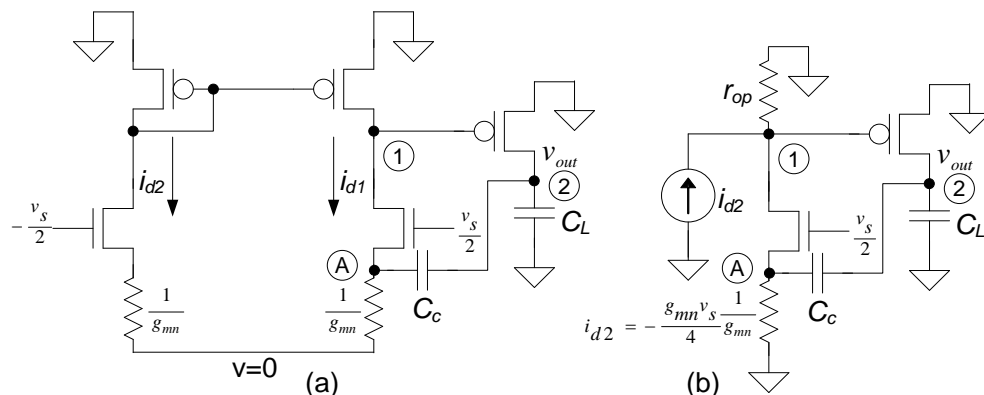 r_op
i_d2
i_d1
1
v_out
2
C_L
-v_s/2
v_s/2
A
C_c
1/g_mn
1/g_mn
v=0
(a)
1
v_out
2
C_L
i_d2
v_s/2
A
C_c
i_d2 = -g_mn v_s/4
1/g_mn
(b)